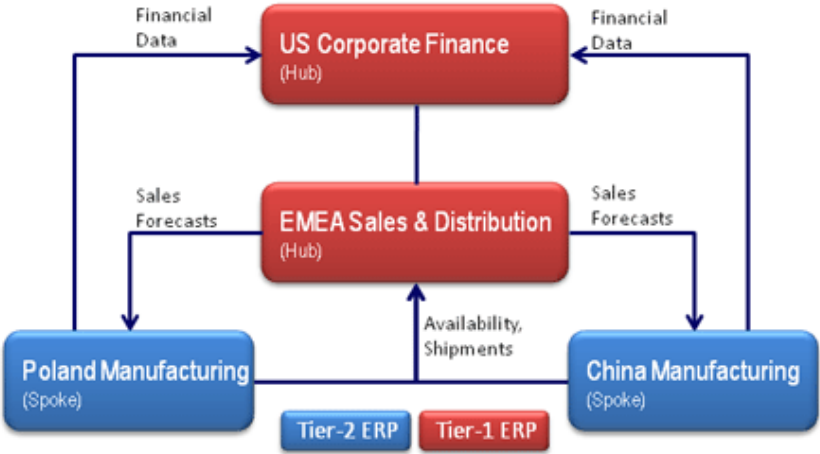 Financial
Data
US Corporate Finance
(Hub)
Financial
Data
Sales
Forecasts
EMEA Sales & Distribution
(Hub)
Sales
Forecasts
Availability,
Shipments
Poland Manufacturing
(Spoke)
China Manufacturing
(Spoke)
Tier-2 ERP
Tier-1 ERP